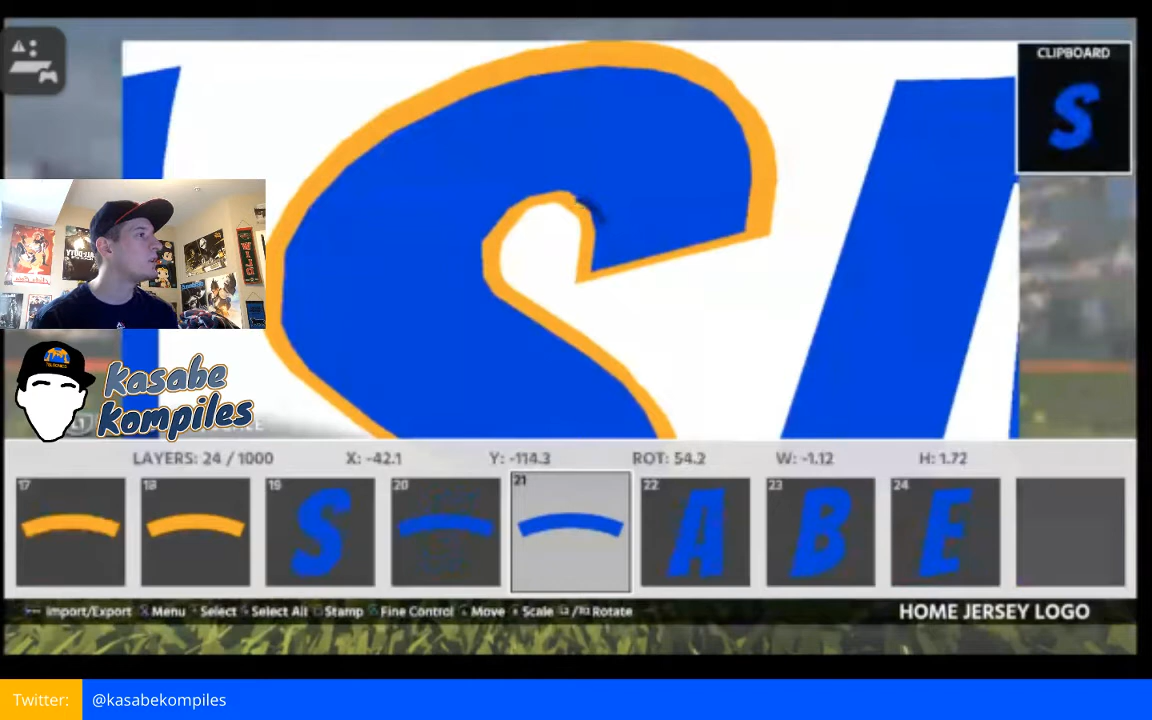 CLIPBOARD
S
S
Kasabe
Kompiles
LAYERS: 24 / 1000 X: -42.1 Y: -114.3 ROT: 54.2 W: -1.12 H: 1.72
17 18 19 20 21 22 23 24
S A B E
Import/Export Menu Select Select All Stamp Fine Control Move Scale L2 /R2 Rotate
HOME JERSEY LOGO
Twitter: @kasabekompiles